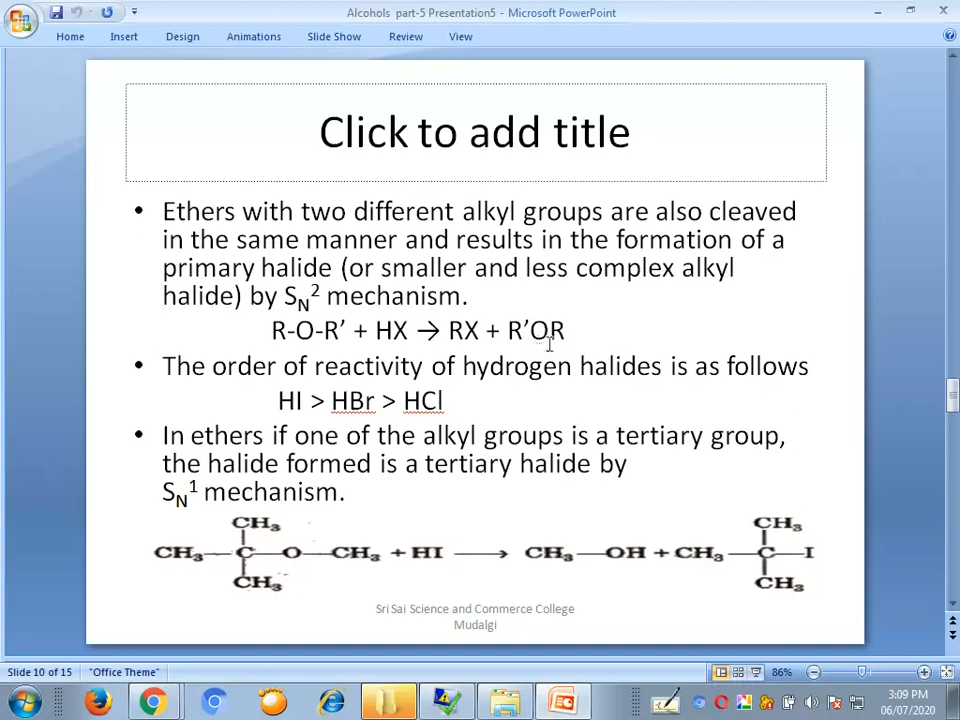 Alcohols part-5 Presentation5 - Microsoft PowerPoint
Home Insert Design Animations Slide Show Review View
Click to add title
• Ethers with two different alkyl groups are also cleaved
in the same manner and results in the formation of a
primary halide (or smaller and less complex alkyl
halide) by SN2 mechanism.
R-O-R’ + HX → RX + R’OR
• The order of reactivity of hydrogen halides is as follows
HI > HBr > HCl
• In ethers if one of the alkyl groups is a tertiary group,
the halide formed is a tertiary halide by
SN1 mechanism.
CH3 CH3
CH3—C—O—CH3 + HI ⟶ CH3—OH + CH3—C—I
CH3 CH3
Sri Sai Science and Commerce College
Mudalgi
Slide 10 of 15 "Office Theme" 86%
3:09 PM
06/07/2020